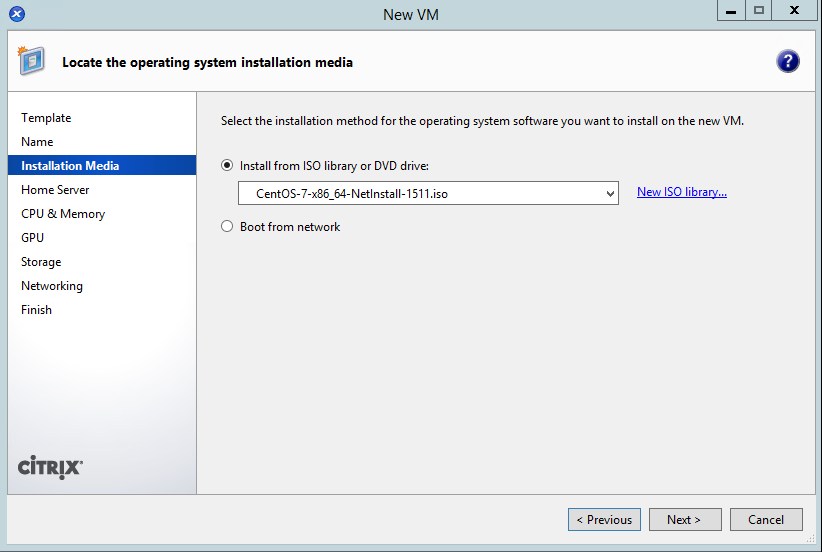 New VM
Locate the operating system installation media
?
Template
Name
Installation Media
Home Server
CPU & Memory
GPU
Storage
Networking
Finish
Select the installation method for the operating system software you want to install on the new VM.
Install from ISO library or DVD drive:
CentOS-7-x86_64-NetInstall-1511.iso
New ISO library...
Boot from network
CITRIX
< Previous
Next >
Cancel